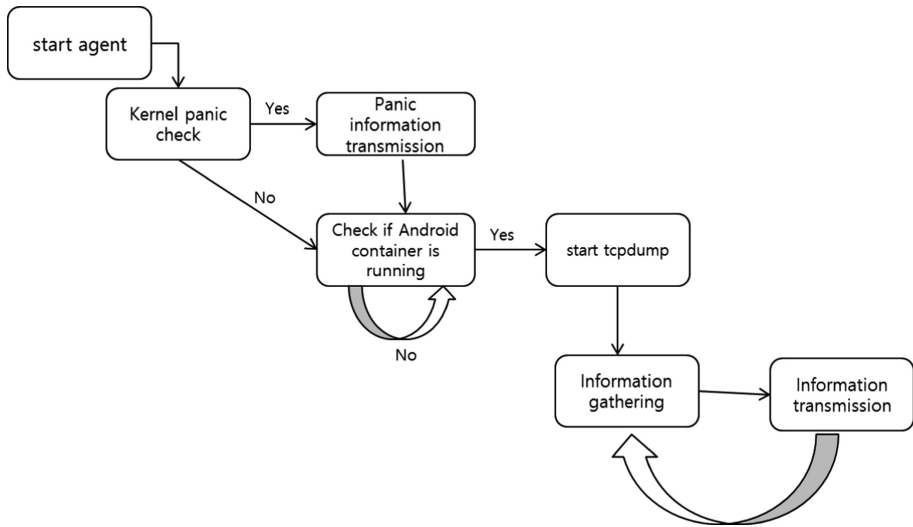 start agent
Kernel panic
check
Yes
Panic
information
transmission
No
Check if Android
container is
running
Yes
start tcpdump
No
Information
gathering
Information
transmission